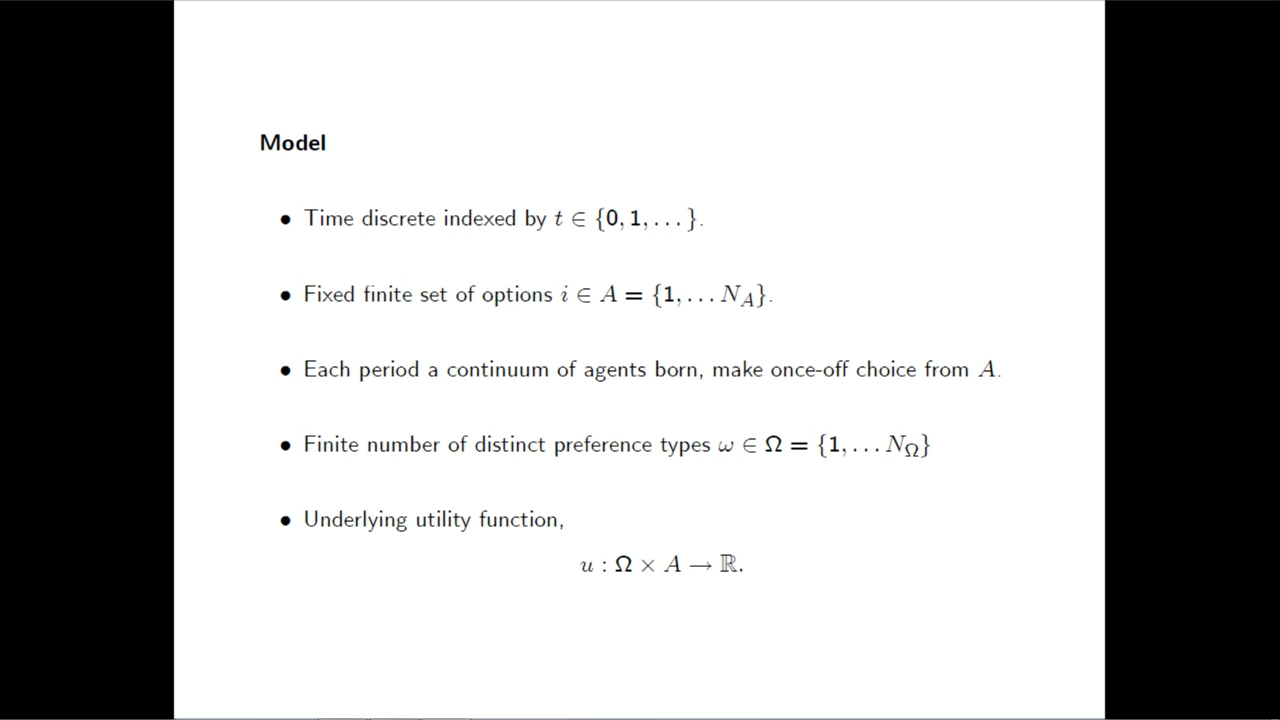 Model
• Time discrete indexed by t ∈ {0, 1, . . . }.
• Fixed finite set of options i ∈ A = {1, . . . N_A}.
• Each period a continuum of agents born, make once-off choice from A.
• Finite number of distinct preference types ω ∈ Ω = {1, . . . N_Ω}
• Underlying utility function,
u : Ω × A → ℝ.